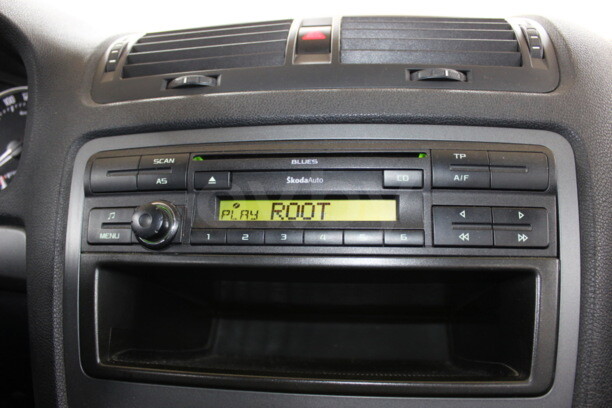 SCAN
BLUES
TP
AS
ŠkodaAuto
CD
A/F
PLAY ROOT
MENU
1 2 3 4 5 6